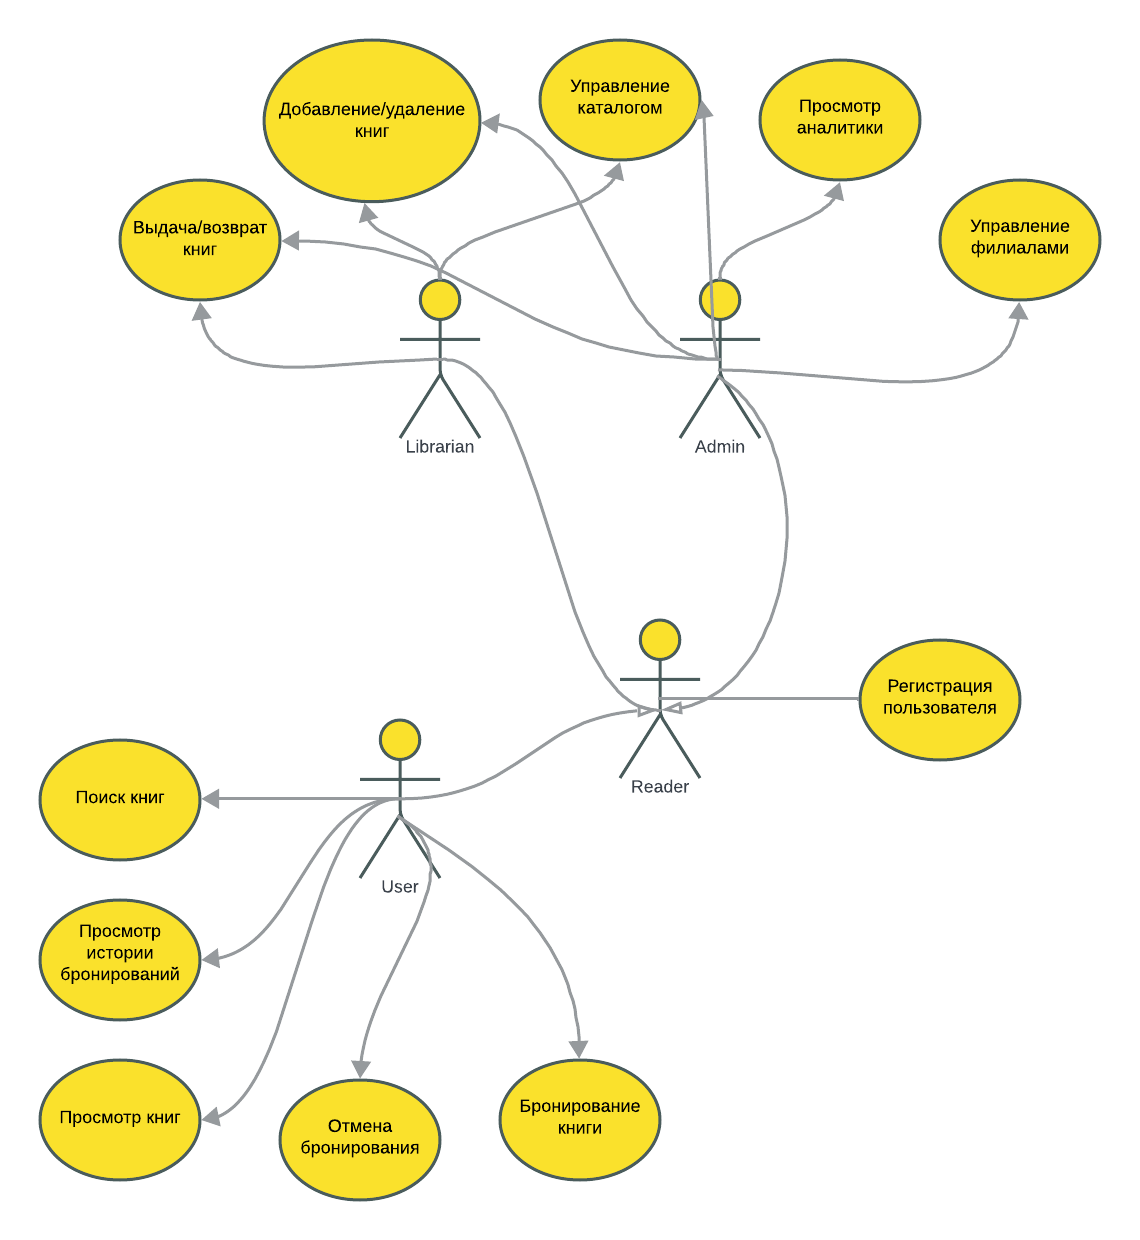 Добавление/удаление
книг
Управление
каталогом
Просмотр
аналитики
Выдача/возврат
книг
Управление
филиалами
Librarian
Admin
Регистрация
пользователя
Reader
Поиск книг
User
Просмотр
истории
бронирований
Просмотр книг
Отмена
бронирования
Бронирование
книги